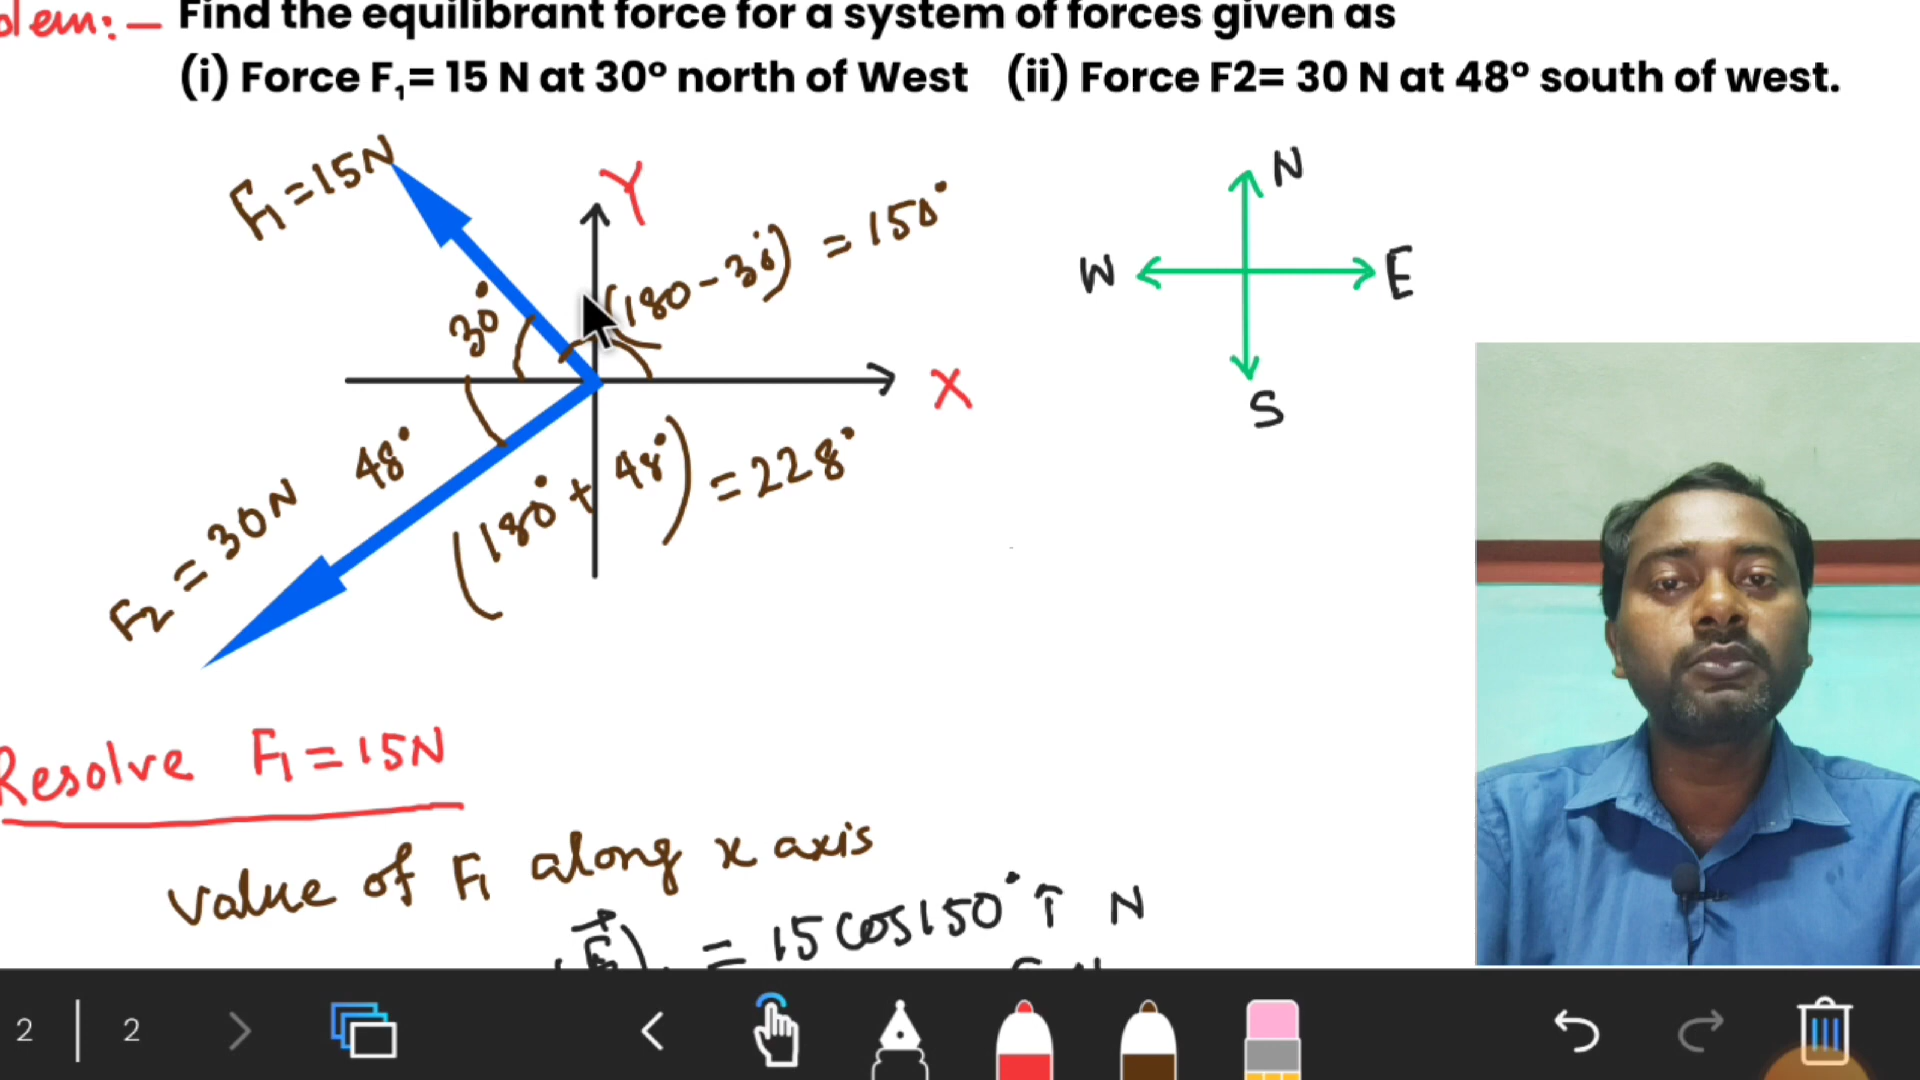 Find the equilibrant force for a system of forces given as
(i) Force F₁= 15 N at 30° north of West (ii) Force F2= 30 N at 48° south of west.
F₁ = 15N
Y
N
(180 - 30°) = 150°
30°
W
E
X
S
48°
(180° + 48°) = 228°
F₂ = 30N
Resolve F₁ = 15N
value of F₁ along x axis
= 15 cos150° î N
2 | 2